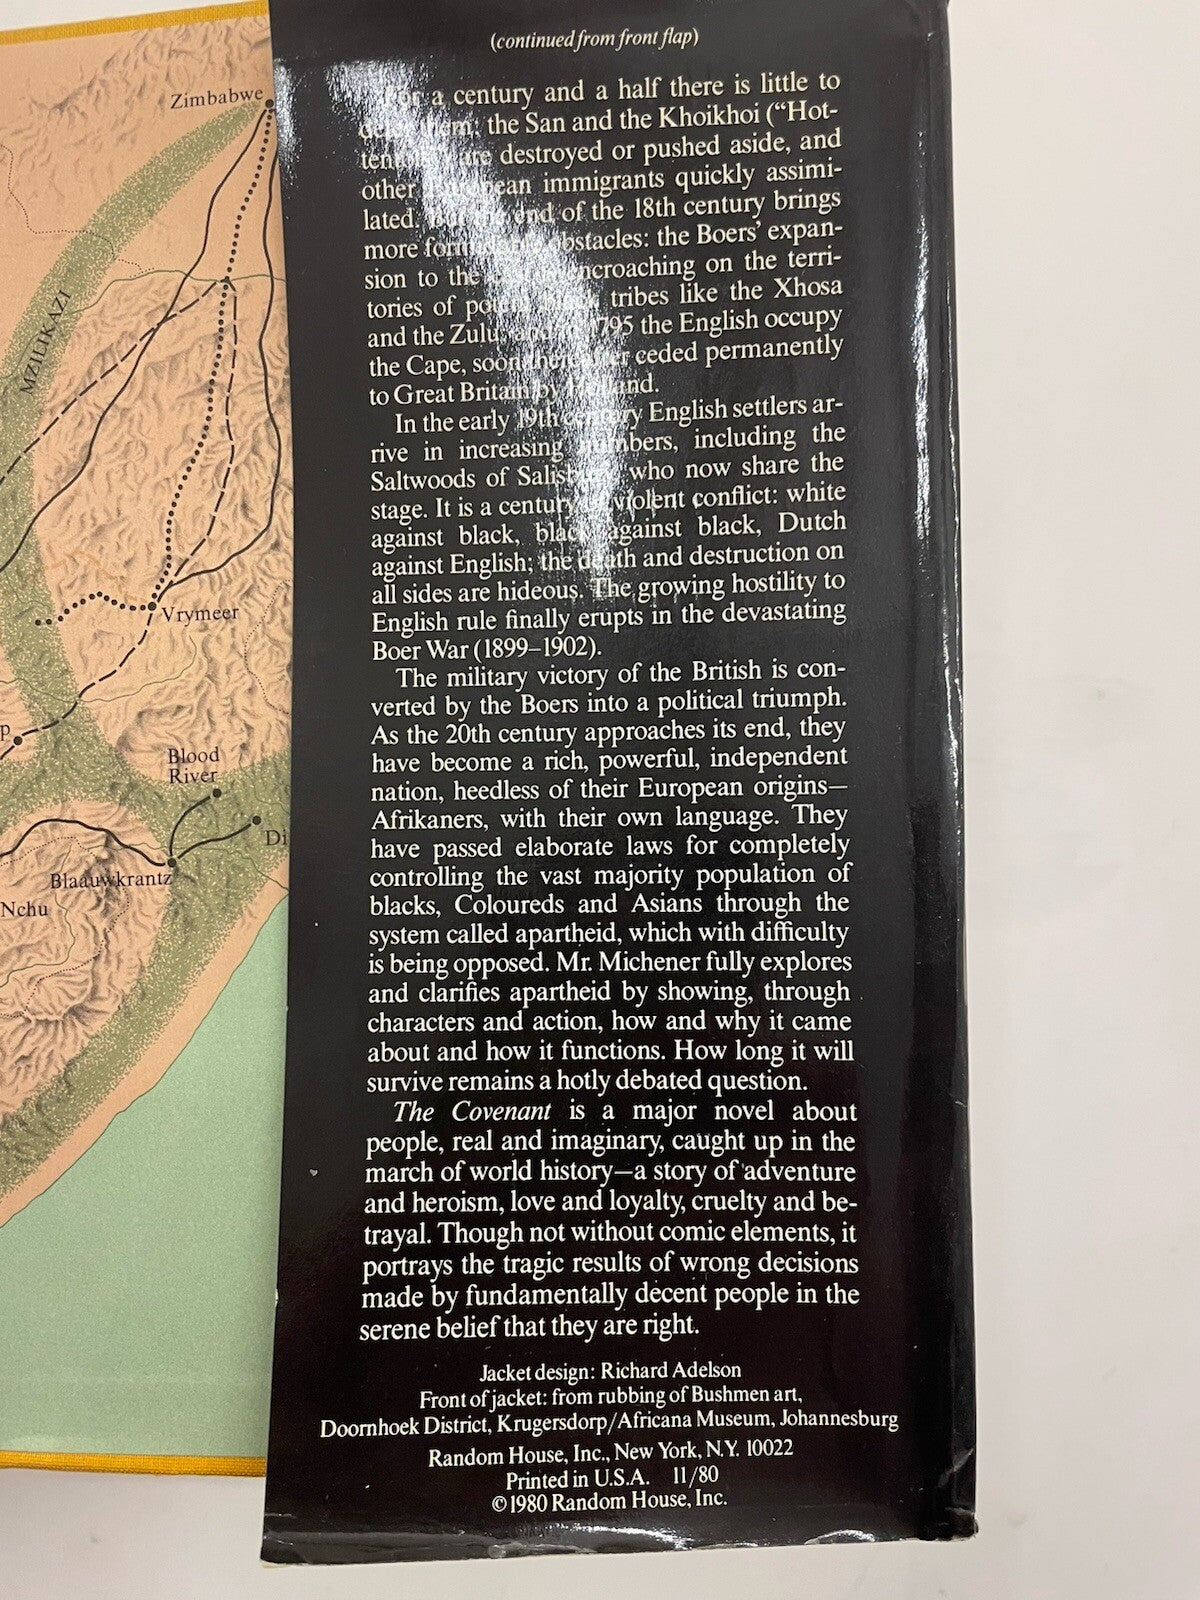 Zimbabwe
MZILIKAZI
Vrymeer
p
Blood
River
Di
Blaauwkrantz
Nchu
(continued from front flap)
For a century and a half there is little to
them: the San and the Khoikhoi (“Hot-
are destroyed or pushed aside, and
other European immigrants quickly assimi-
lated. But the end of the 18th century brings
more formidable obstacles: the Boers’ expan-
sion to the encroaching on the terri-
tories of potent black tribes like the Xhosa
and the Zulu, and in 1795 the English occupy
the Cape, soon thereafter ceded permanently
to Great Britain by Holland.
In the early 19th century English settlers ar-
rive in increasing numbers, including the
Saltwoods of Salisbury, who now share the
stage. It is a century of violent conflict: white
against black, black against black, Dutch
against English; the death and destruction on
all sides are hideous. The growing hostility to
English rule finally erupts in the devastating
Boer War (1899–1902).
The military victory of the British is con-
verted by the Boers into a political triumph.
As the 20th century approaches its end, they
have become a rich, powerful, independent
nation, heedless of their European origins—
Afrikaners, with their own language. They
have passed elaborate laws for completely
controlling the vast majority population of
blacks, Coloureds and Asians through the
system called apartheid, which with difficulty
is being opposed. Mr. Michener fully explores
and clarifies apartheid by showing, through
characters and action, how and why it came
about and how it functions. How long it will
survive remains a hotly debated question.
The Covenant is a major novel about
people, real and imaginary, caught up in the
march of world history—a story of adventure
and heroism, love and loyalty, cruelty and be-
trayal. Though not without comic elements, it
portrays the tragic results of wrong decisions
made by fundamentally decent people in the
serene belief that they are right.
Jacket design: Richard Adelson
Front of jacket: from rubbing of Bushmen art,
Doornhoek District, Krugersdorp/Africana Museum, Johannesburg
Random House, Inc., New York, N.Y. 10022
Printed in U.S.A. 11/80
©1980 Random House, Inc.